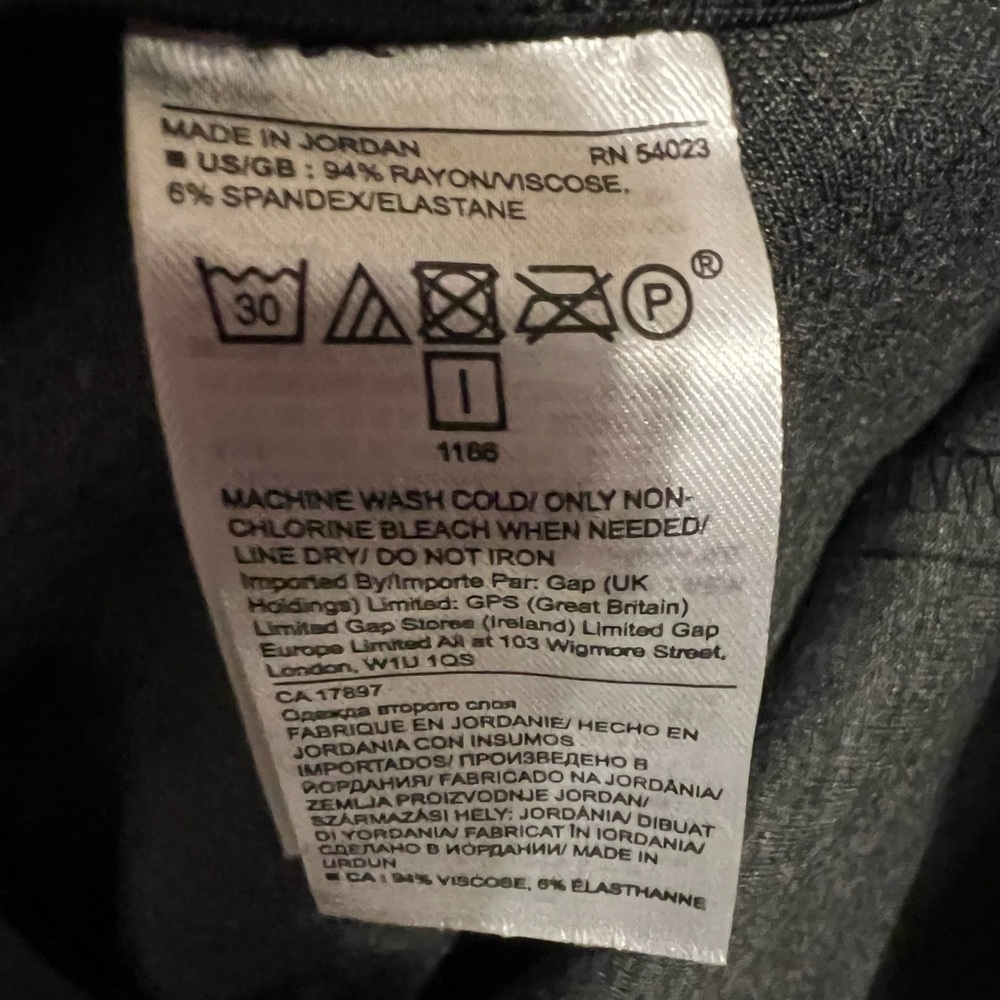 MADE IN JORDAN RN 54023
■ US/GB : 94% RAYON/VISCOSE,
6% SPANDEX/ELASTANE
30 P ®
1166
MACHINE WASH COLD/ ONLY NON-
CHLORINE BLEACH WHEN NEEDED/
LINE DRY/ DO NOT IRON
Imported By/Importe Par: Gap (UK
Holdings) Limited: GPS (Great Britain)
Limited Gap Stores (Ireland) Limited Gap
Europe Limited All at 103 Wigmore Street,
London, W1U 1QS
CA 17897
Одежда второго слоя
FABRIQUE EN JORDANIE/ HECHO EN
JORDANIA CON INSUMOS
IMPORTADOS/ ПРОИЗВЕДЕНО В
ЙОРДАНИЯ/ FABRICADO NA JORDÂNIA/
ZEMLJA PROIZVODNJE JORDAN/
SZÁRMAZÁSI HELY: JORDÁNIA/ DIBUAT
DI YORDANIA/ FABRICAT ÎN IORDANIA/
СДЕЛАНО В ИОРДАНИИ/ MADE IN
URDUN
■ CA : 94% VISCOSE, 6% ÉLASTHANNE